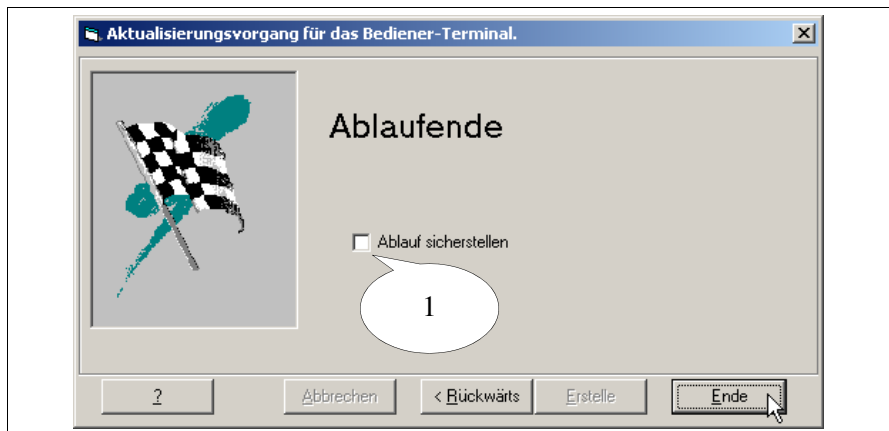 Aktualisierungsvorgang für das Bediener-Terminal.
Ablaufende
Ablauf sicherstellen
1
? Abbrechen < Rückwärts Erstelle Ende